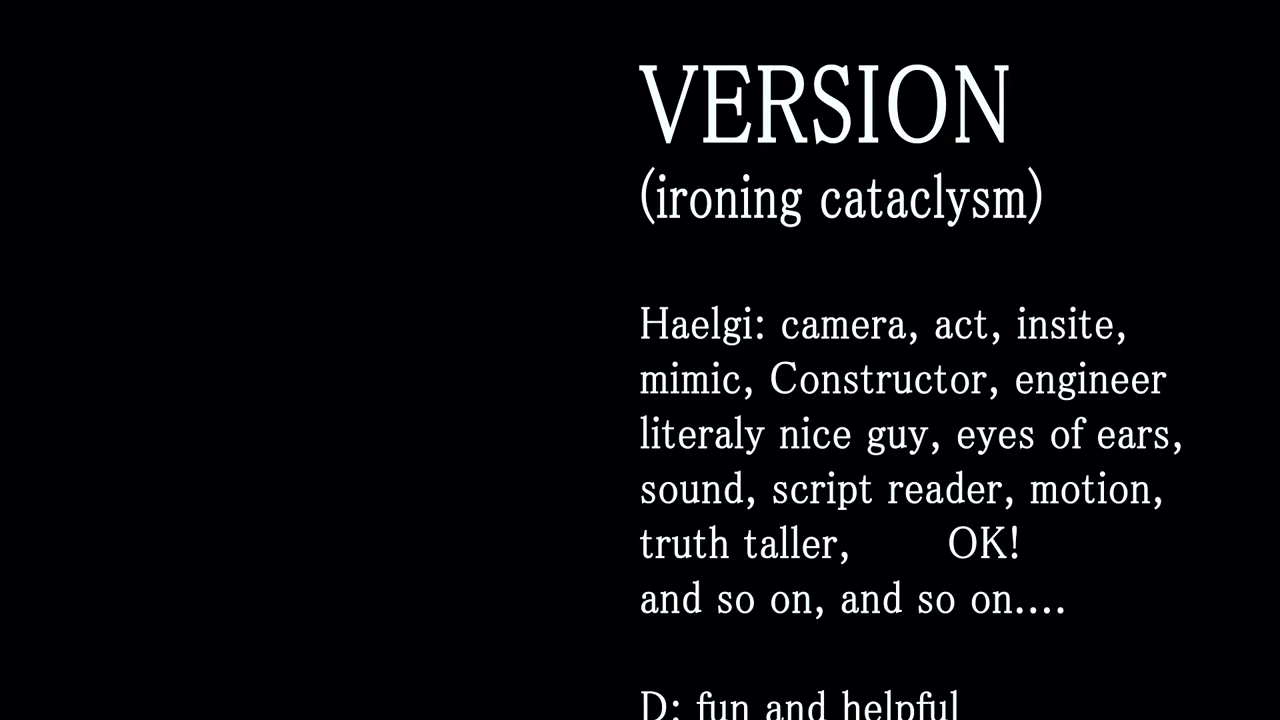 VERSION
(ironing cataclysm)
Haelgi: camera, act, insite,
mimic, Constructor, engineer
literaly nice guy, eyes of ears,
sound, script reader, motion,
truth taller, OK!
and so on, and so on....
D: fun and helpful